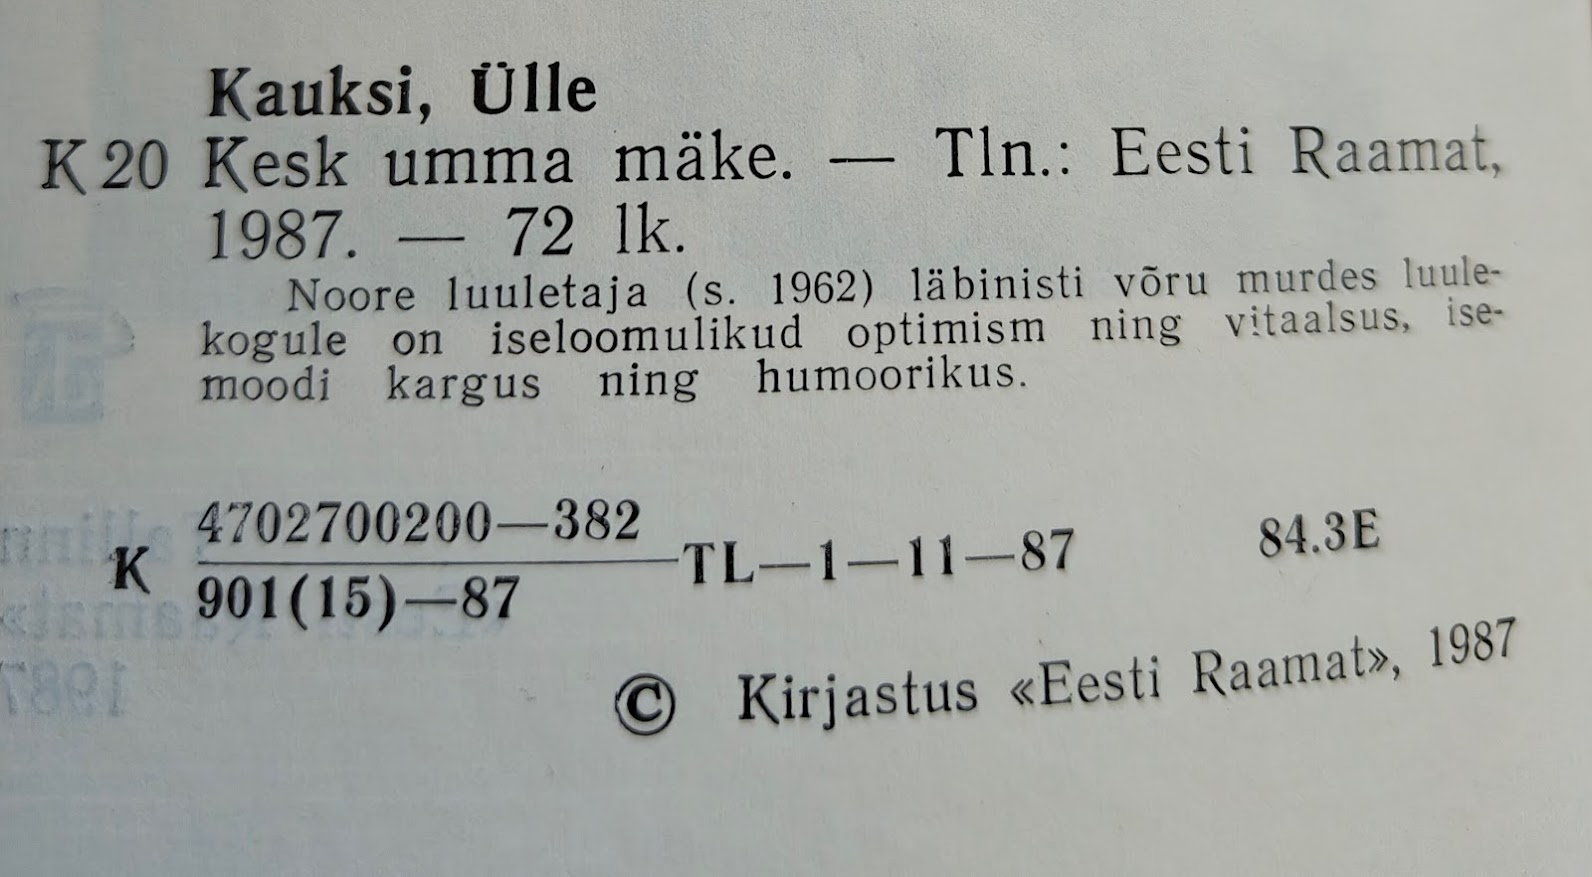 Kauksi, Ülle
K 20 Kesk umma mäke. — Tln.: Eesti Raamat,
1987. — 72 lk.
Noore luuletaja (s. 1962) läbinisti võru murdes luule-
kogule on iseloomulikud optimism ning vitaalsus, ise-
moodi kargus ning humoorikus.
4702700200—382
K —TL—1—11—87 84.3E
901(15)—87
© Kirjastus «Eesti Raamat», 1987